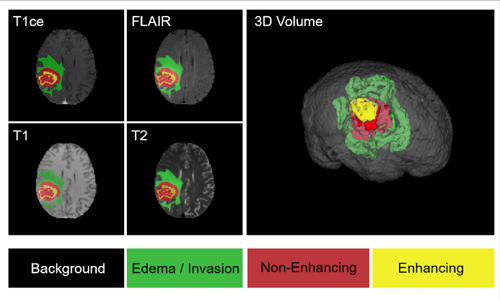 T1ce
FLAIR
3D Volume
T1
T2
Background
Edema / Invasion
Non-Enhancing
Enhancing